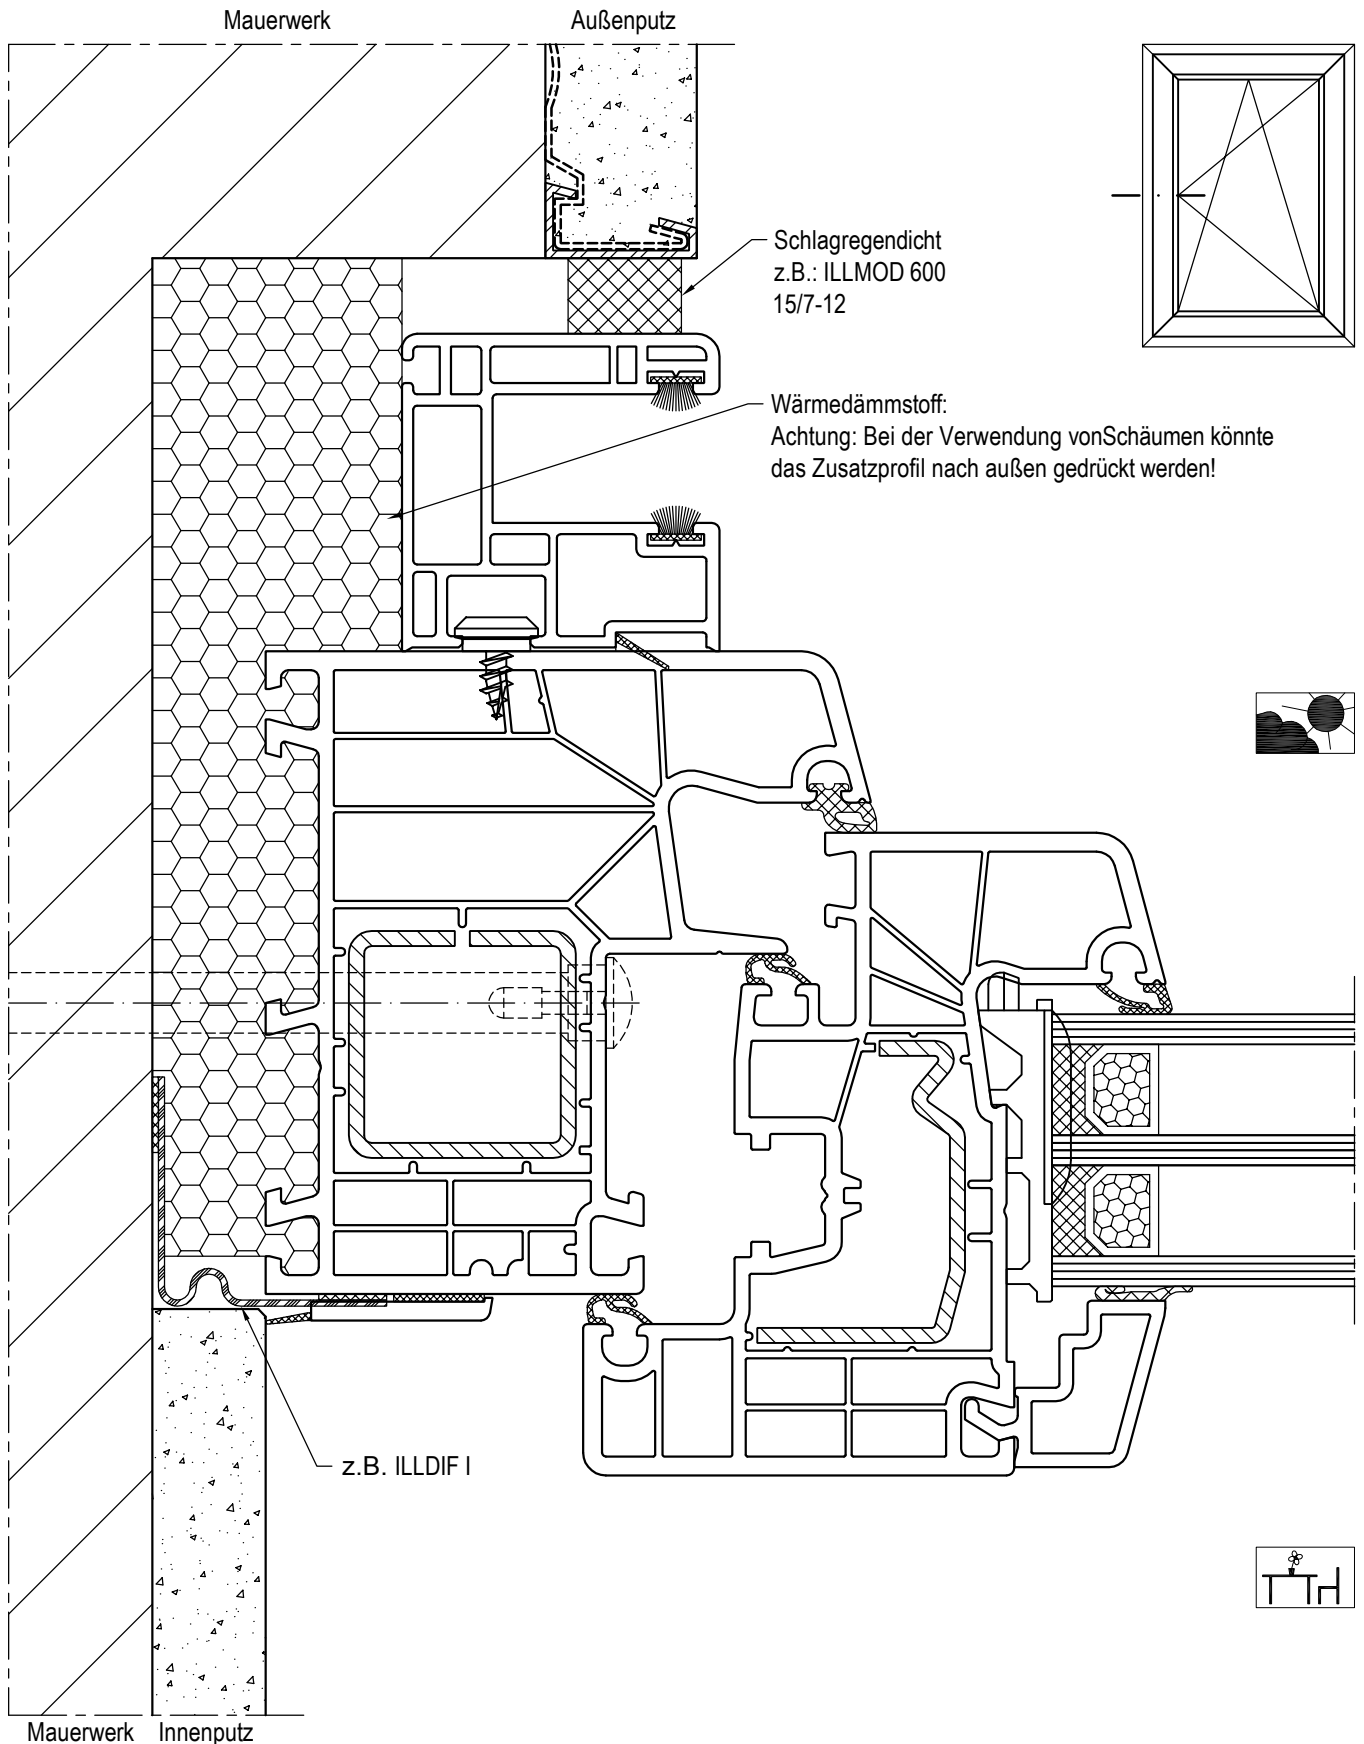 Mauerwerk
Außenputz
Schlagregendicht
z.B.: ILLMOD 600
15/7-12
Wärmedämmstoff:
Achtung: Bei der Verwendung vonSchäumen könnte
das Zusatzprofil nach außen gedrückt werden!
z.B. ILLDIF I
Mauerwerk
Innenputz